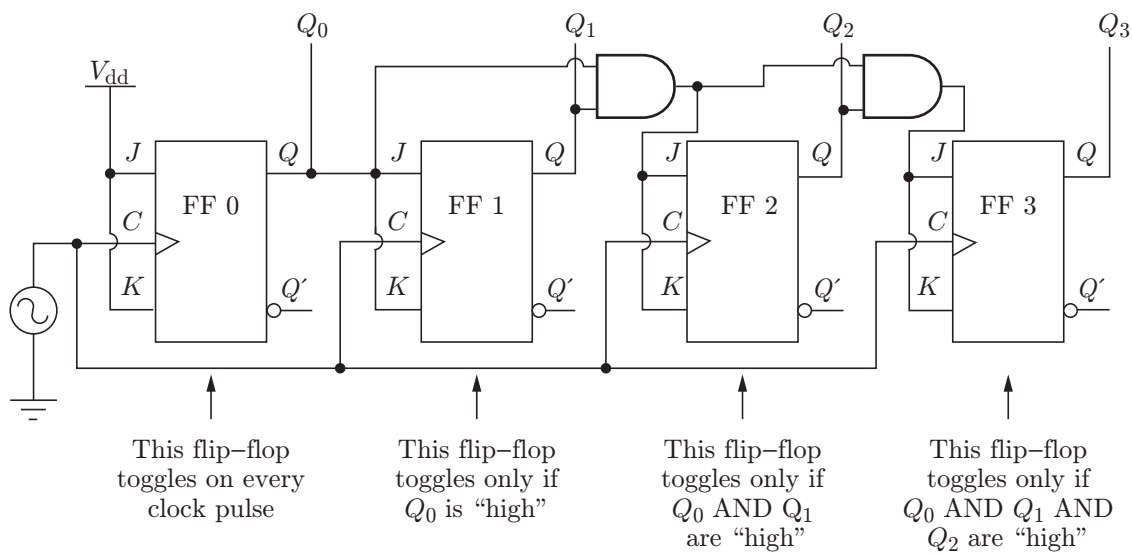 Q0 Q1 Q2 Q3
Vdd
J Q J Q J Q J Q
FF 0 FF 1 FF 2 FF 3
C C C C
K Q´ K Q´ K Q´ K Q´
This flip–flop
toggles on every
clock pulse
This flip–flop
toggles only if
Q0 is “high”
This flip–flop
toggles only if
Q0 AND Q1
are “high”
This flip–flop
toggles only if
Q0 AND Q1 AND
Q2 are “high”